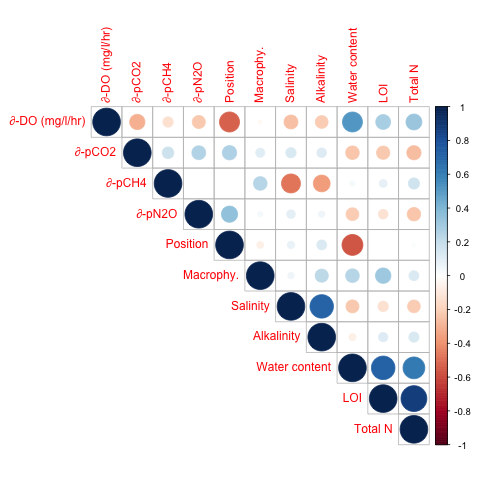 ∂-DO (mg/l/hr)
∂-pCO2
∂-pCH4
∂-pN2O
Position
Macrophy.
Salinity
Alkalinity
Water content
LOI
Total N
∂-DO (mg/l/hr)
∂-pCO2
∂-pCH4
∂-pN2O
Position
Macrophy.
Salinity
Alkalinity
Water content
LOI
Total N
1
0.8
0.6
0.4
0.2
0
-0.2
-0.4
-0.6
-0.8
-1